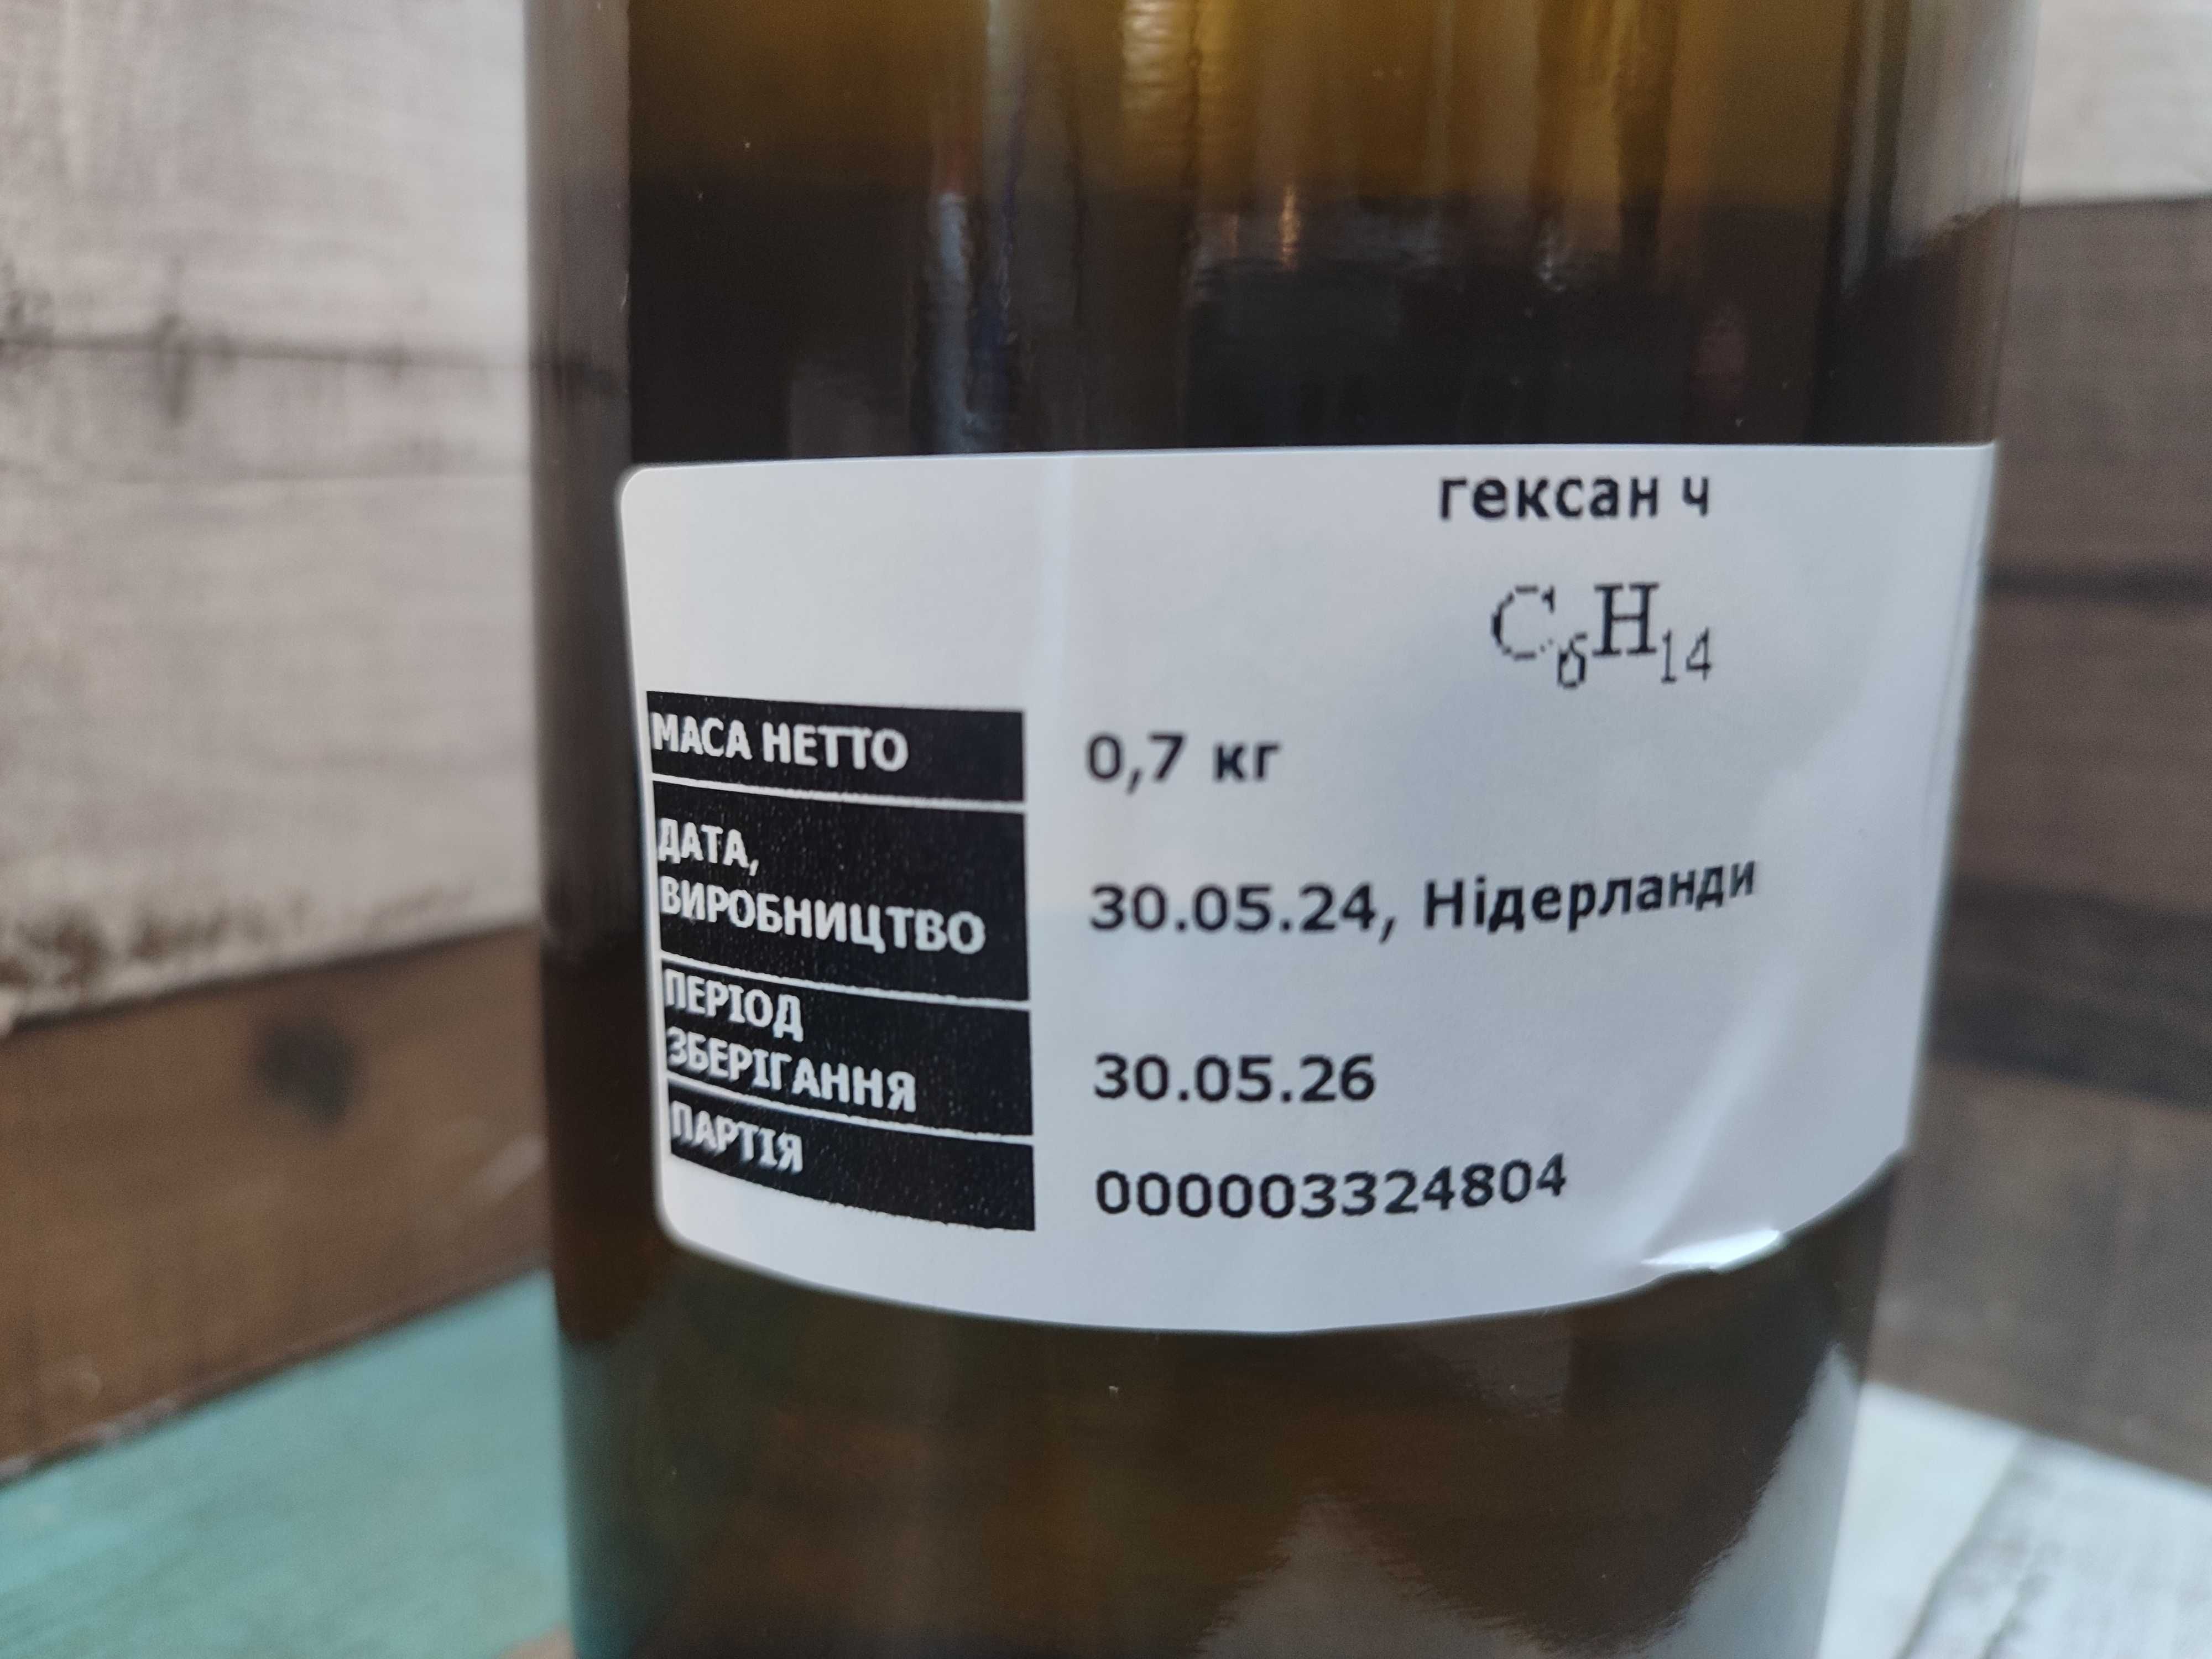 гексан ч
C₆H₁₄
МАСА НЕТТО 0,7 кг
ДАТА,
ВИРОБНИЦТВО 30.05.24, Нідерланди
ПЕРІОД
ЗБЕРІГАННЯ 30.05.26
ПАРТІЯ 000003324804